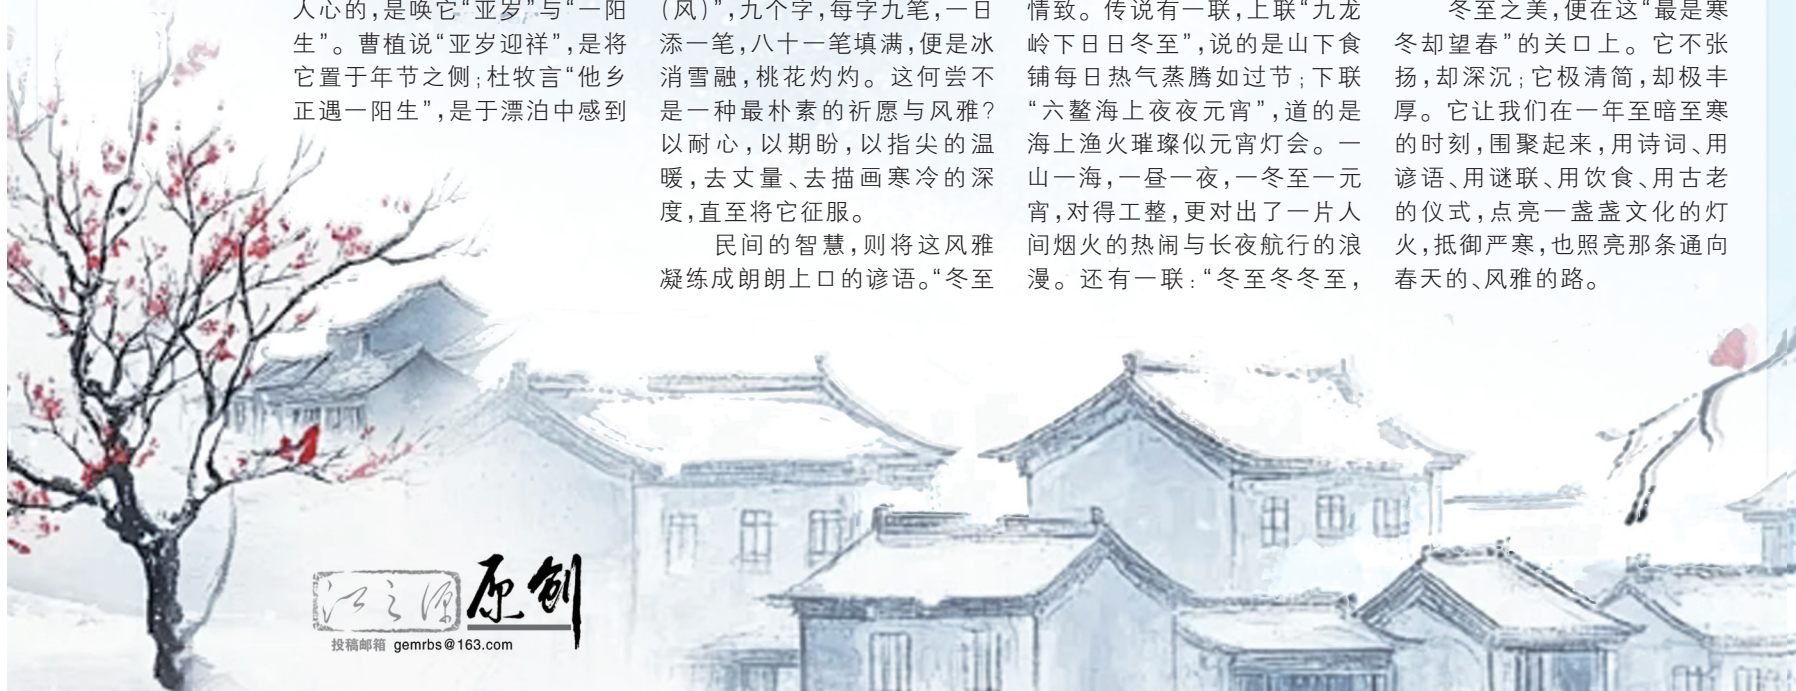 人心的，是唤它“亚岁”与“一阳
生”。曹植说“亚岁迎祥”，是将
它置于年节之侧；杜牧言“他乡
正遇一阳生”，是于漂泊中感到
（风）”，九个字，每字九笔，一日
添一笔，八十一笔填满，便是冰
消雪融，桃花灼灼。这何尝不
是一种最朴素的祈愿与风雅？
以耐心，以期盼，以指尖的温
暖，去丈量、去描画寒冷的深
度，直至将它征服。
民间的智慧，则将这风雅
凝练成朗朗上口的谚语。“冬至
情致。传说有一联，上联“九龙
岭下日日冬至”，说的是山下食
铺每日热气蒸腾如过节；下联
“六鳌海上夜夜元宵”，道的是
海上渔火璀璨似元宵灯会。一
山一海，一昼一夜，一冬至一元
宵，对得工整，更对出了一片人
间烟火的热闹与长夜航行的浪
漫。还有一联：“冬至冬冬至，
冬至之美，便在这“最是寒
冬却望春”的关口上。它不张
扬，却深沉；它极清简，却极丰
厚。它让我们在一年至暗至寒
的时刻，围聚起来，用诗词、用
谚语、用谜联、用饮食、用古老
的仪式，点亮一盏盏文化的灯
火，抵御严寒，也照亮那条通向
春天的、风雅的路。
江之源 原创
投稿邮箱 gemrbs@163.com